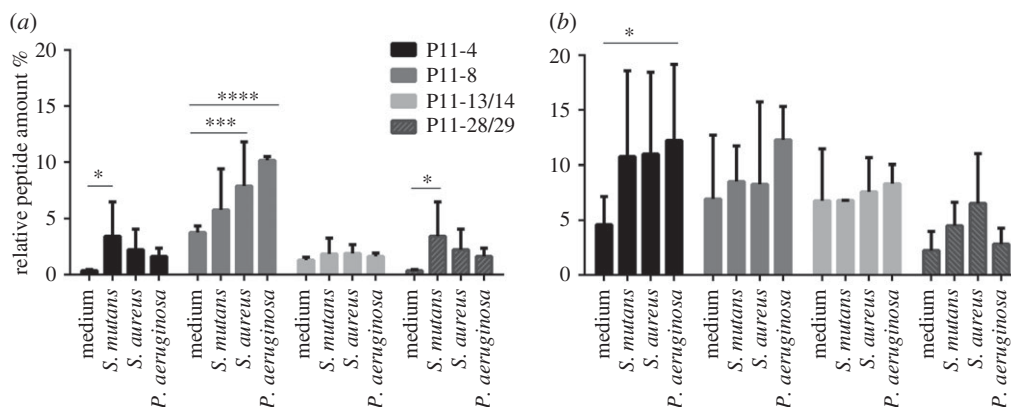 (a)
relative peptide amount %
20
15
10
5
0
*
***
****
*
P11-4
P11-8
P11-13/14
P11-28/29
medium
S. mutans
S. aureus
P. aeruginosa
medium
S. mutans
S. aureus
P. aeruginosa
medium
S. mutans
S. aureus
P. aeruginosa
medium
S. mutans
S. aureus
P. aeruginosa
(b)
20
15
10
5
0
*
medium
S. mutans
S. aureus
P. aeruginosa
medium
S. mutans
S. aureus
P. aeruginosa
medium
S. mutans
S. aureus
P. aeruginosa
medium
S. mutans
S. aureus
P. aeruginosa